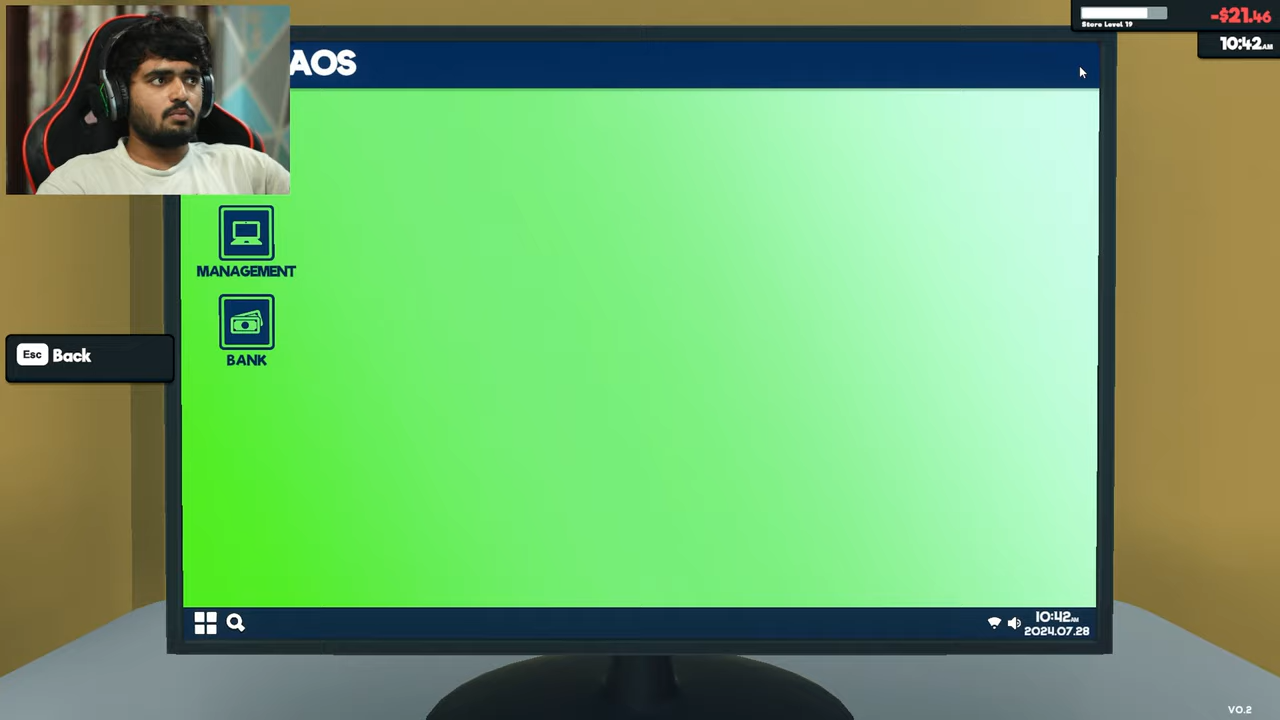 AOS
Store Level 19
-$21.46
10:42AM
MANAGEMENT
BANK
Esc Back
10:42AM
2024.07.28
V0.2